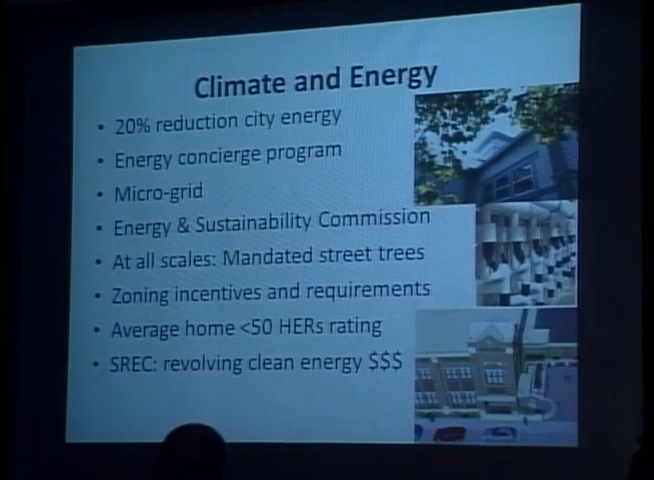 Climate and Energy
• 20% reduction city energy
• Energy concierge program
• Micro-grid
• Energy & Sustainability Commission
• At all scales: Mandated street trees
• Zoning incentives and requirements
• Average home <50 HERs rating
• SREC: revolving clean energy $$$